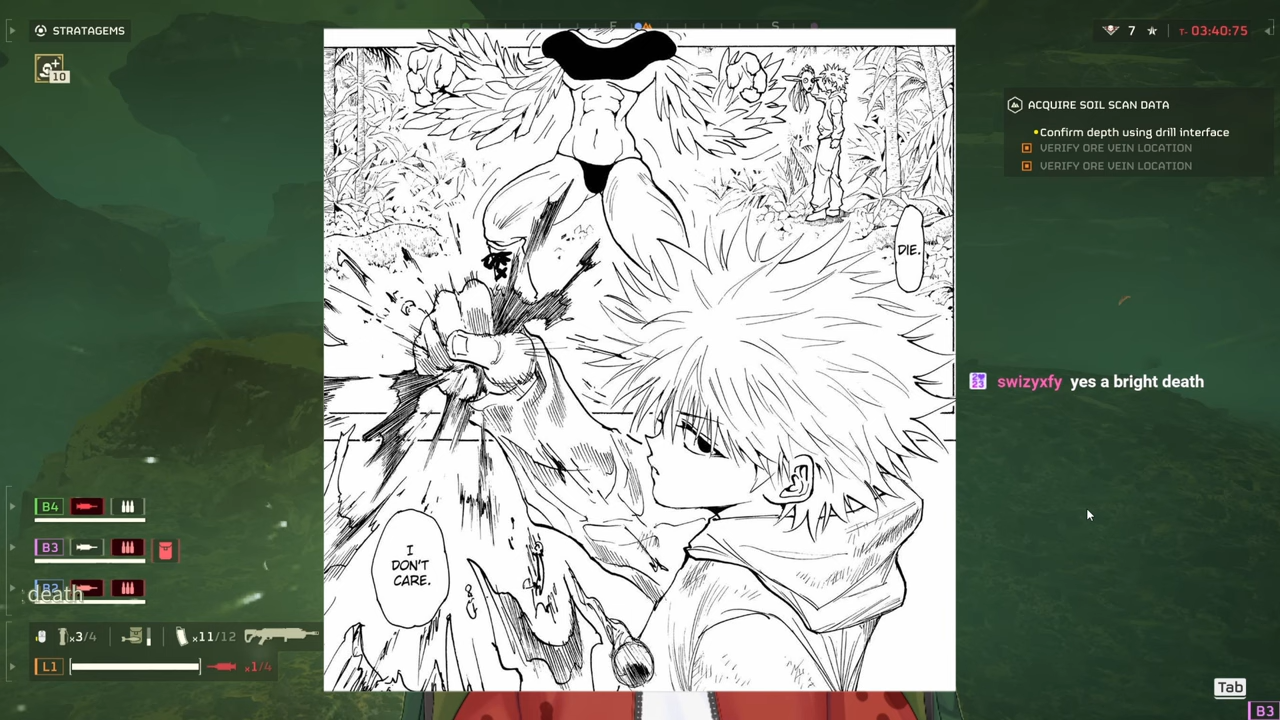 STRATAGEMS
10
E
S
7
T- 03:40:75
ACQUIRE SOIL SCAN DATA
Confirm depth using drill interface
VERIFY ORE VEIN LOCATION
VERIFY ORE VEIN LOCATION
DIE.
swizyxfy yes a bright death
I
DON'T
CARE.
B4
B3
B2
death
x3/4
x11/12
L1
x1/4
Tab
B3